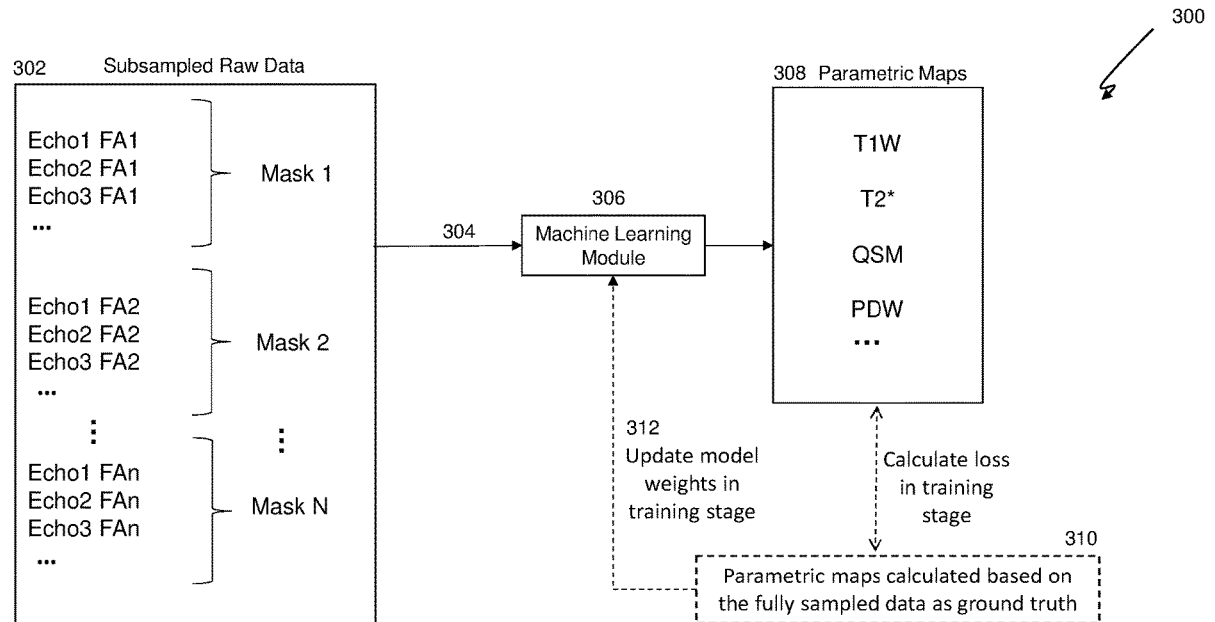 300
302 Subsampled Raw Data
Echo1 FA1
Echo2 FA1
Echo3 FA1
...
Mask 1
Echo1 FA2
Echo2 FA2
Echo3 FA2
...
Mask 2
Echo1 FAn
Echo2 FAn
Echo3 FAn
...
Mask N
304
306
Machine Learning
Module
308 Parametric Maps
T1W
T2*
QSM
PDW
...
312
Update model
weights in
training stage
Calculate loss
in training
stage
310
Parametric maps calculated based on
the fully sampled data as ground truth